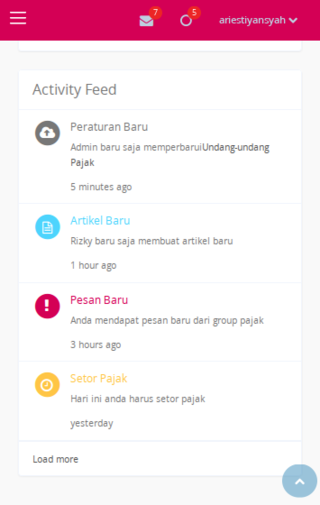 7
5
ariestiyansyah
Activity Feed
Peraturan Baru
Admin baru saja memperbaruiUndang-undang
Pajak
5 minutes ago
Artikel Baru
Rizky baru saja membuat artikel baru
1 hour ago
Pesan Baru
Anda mendapat pesan baru dari group pajak
3 hours ago
Setor Pajak
Hari ini anda harus setor pajak
yesterday
Load more